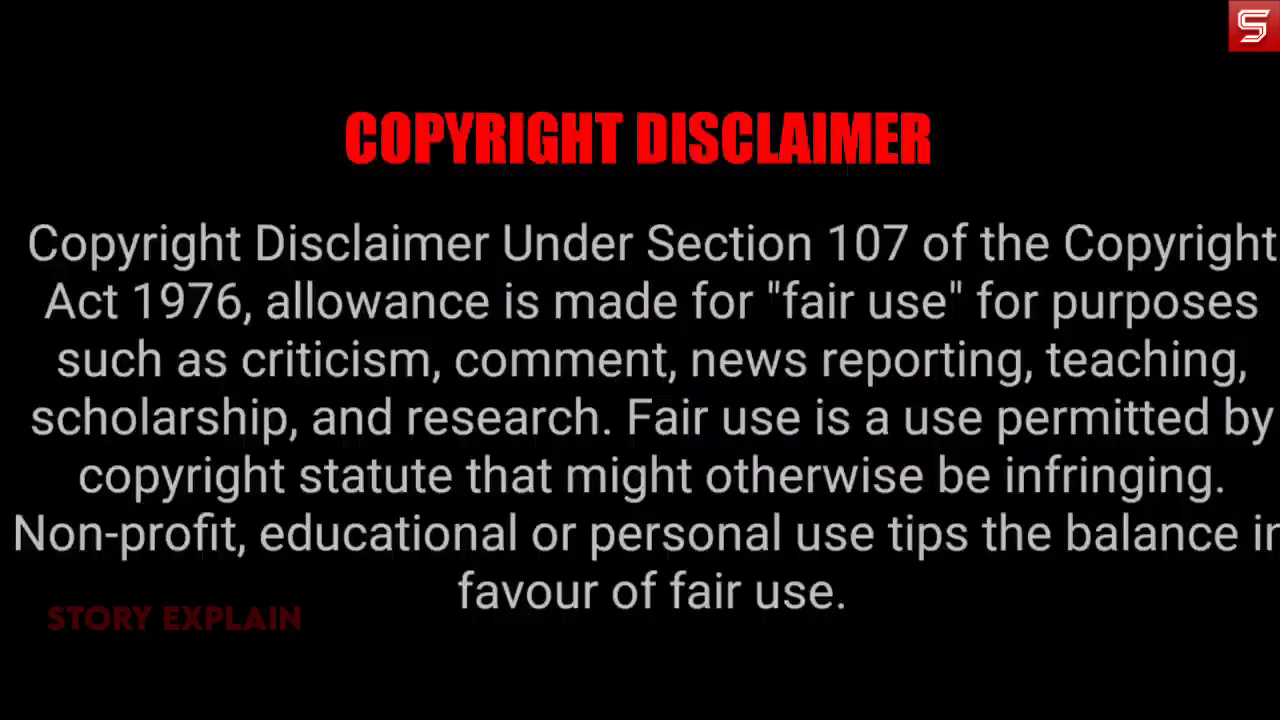 S
COPYRIGHT DISCLAIMER
Copyright Disclaimer Under Section 107 of the Copyright
Act 1976, allowance is made for "fair use" for purposes
such as criticism, comment, news reporting, teaching,
scholarship, and research. Fair use is a use permitted by
copyright statute that might otherwise be infringing.
Non-profit, educational or personal use tips the balance in
favour of fair use.
STORY EXPLAIN